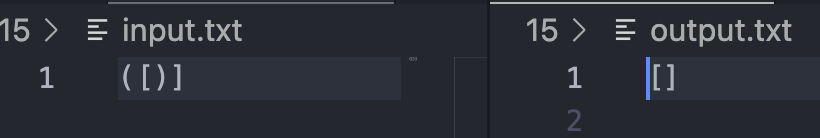 15 > input.txt
1 ([)]
15 > output.txt
1 []
2